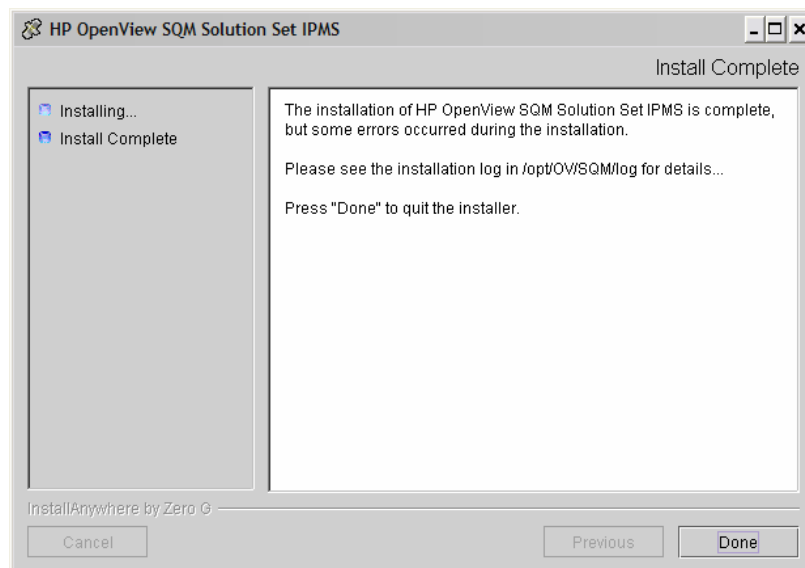 HP OpenView SQM Solution Set IPMS
Install Complete
Installing...
Install Complete
The installation of HP OpenView SQM Solution Set IPMS is complete,
but some errors occurred during the installation.
Please see the installation log in /opt/OV/SQM/log for details...
Press "Done" to quit the installer.
InstallAnywhere by Zero G
Cancel
Previous
Done